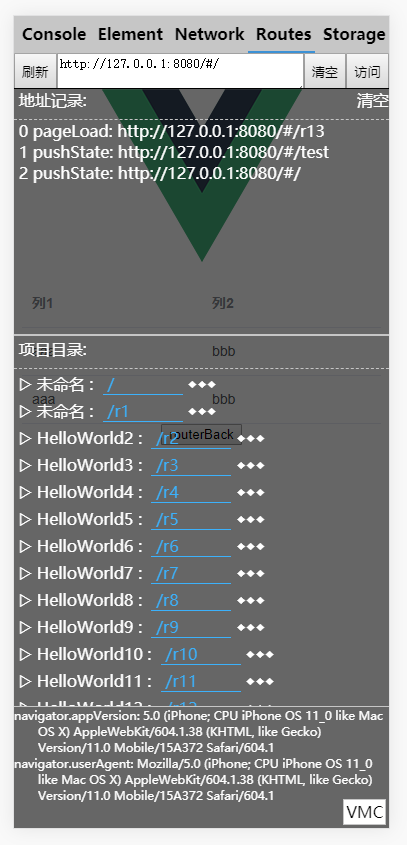 Console Element Network Routes Storage
刷新 http://127.0.0.1:8080/#/ 清空 访问
地址记录: 清空
0 pageLoad: http://127.0.0.1:8080/#/r13
1 pushState: http://127.0.0.1:8080/#/test
2 pushState: http://127.0.0.1:8080/#/
列1 列2
项目目录:
bbb
▷ 未命名 : / ◆◆◆
aaa bbb
▷ 未命名 : /r1 ◆◆◆
routerBack
▷ HelloWorld2 : /r2 ◆◆◆
▷ HelloWorld3 : /r3 ◆◆◆
▷ HelloWorld4 : /r4 ◆◆◆
▷ HelloWorld5 : /r5 ◆◆◆
▷ HelloWorld6 : /r6 ◆◆◆
▷ HelloWorld7 : /r7 ◆◆◆
▷ HelloWorld8 : /r8 ◆◆◆
▷ HelloWorld9 : /r9 ◆◆◆
▷ HelloWorld10 : /r10 ◆◆◆
▷ HelloWorld11 : /r11 ◆◆◆
navigator.appVersion: 5.0 (iPhone; CPU iPhone OS 11_0 like Mac
OS X) AppleWebKit/604.1.38 (KHTML, like Gecko)
Version/11.0 Mobile/15A372 Safari/604.1
navigator.userAgent: Mozilla/5.0 (iPhone; CPU iPhone OS 11_0
like Mac OS X) AppleWebKit/604.1.38 (KHTML, like Gecko)
Version/11.0 Mobile/15A372 Safari/604.1
VMC